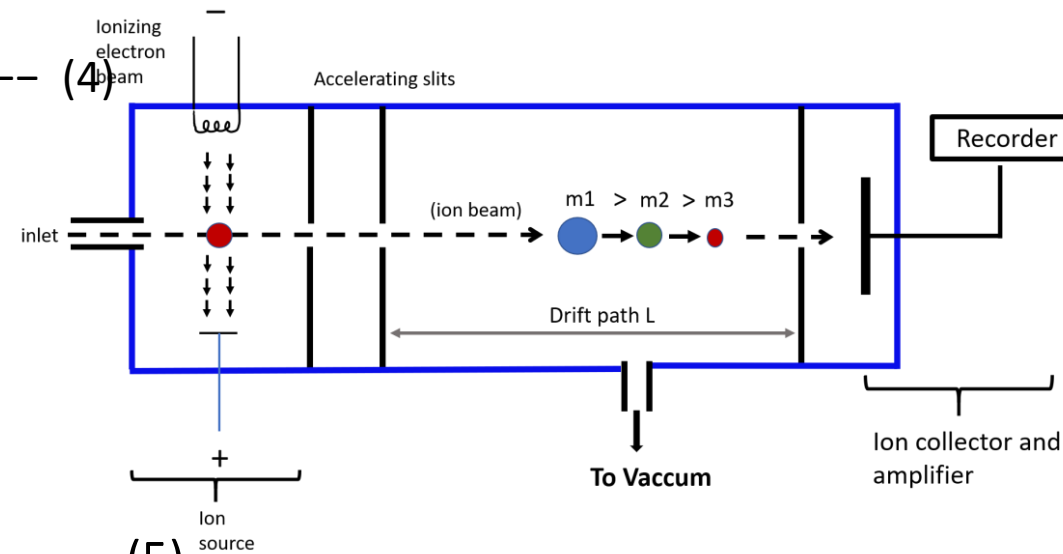 −
Ionizing
electron
beam
-- (4)
Accelerating slits
Recorder
inlet
(ion beam)
m1 > m2 > m3
Drift path L
+
To Vaccum
Ion collector and
amplifier
Ion
source
(5)